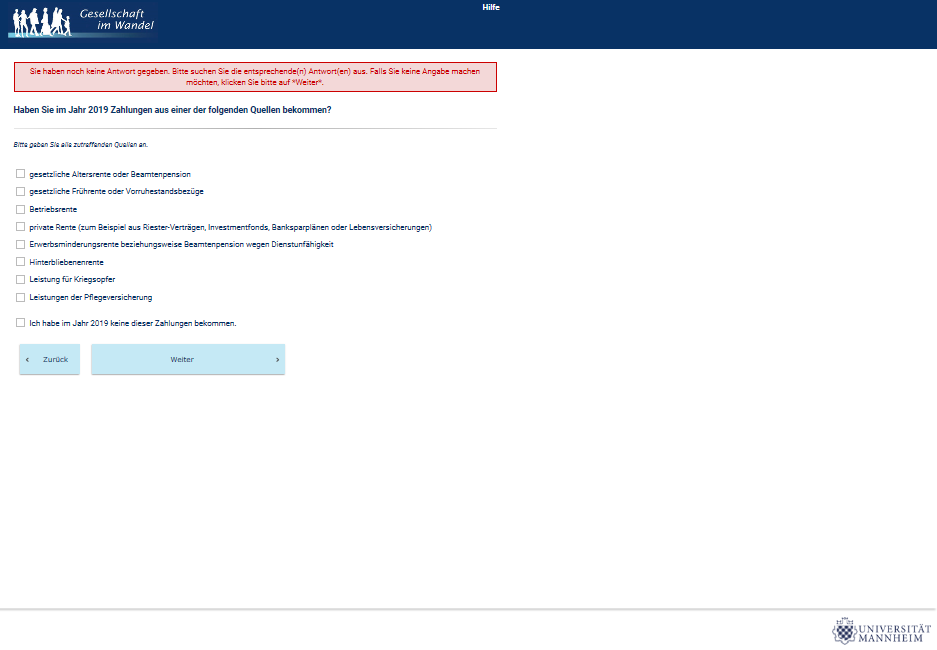 Gesellschaft
im Wandel
Hilfe
Sie haben noch keine Antwort gegeben. Bitte suchen Sie die entsprechende(n) Antwort(en) aus. Falls Sie keine Angabe machen
möchten, klicken Sie bitte auf "Weiter".
Haben Sie im Jahr 2019 Zahlungen aus einer der folgenden Quellen bekommen?
Bitte geben Sie alle zutreffenden Quellen an.
gesetzliche Altersrente oder Beamtenpension
gesetzliche Frührente oder Vorruhestandsbezüge
Betriebsrente
private Rente (zum Beispiel aus Riester-Verträgen, Investmentfonds, Banksparplänen oder Lebensversicherungen)
Erwerbsminderungsrente beziehungsweise Beamtenpension wegen Dienstunfähigkeit
Hinterbliebenenrente
Leistung für Kriegsopfer
Leistungen der Pflegeversicherung
Ich habe im Jahr 2019 keine dieser Zahlungen bekommen.
‹ Zurück
Weiter ›
UNIVERSITÄT
MANNHEIM